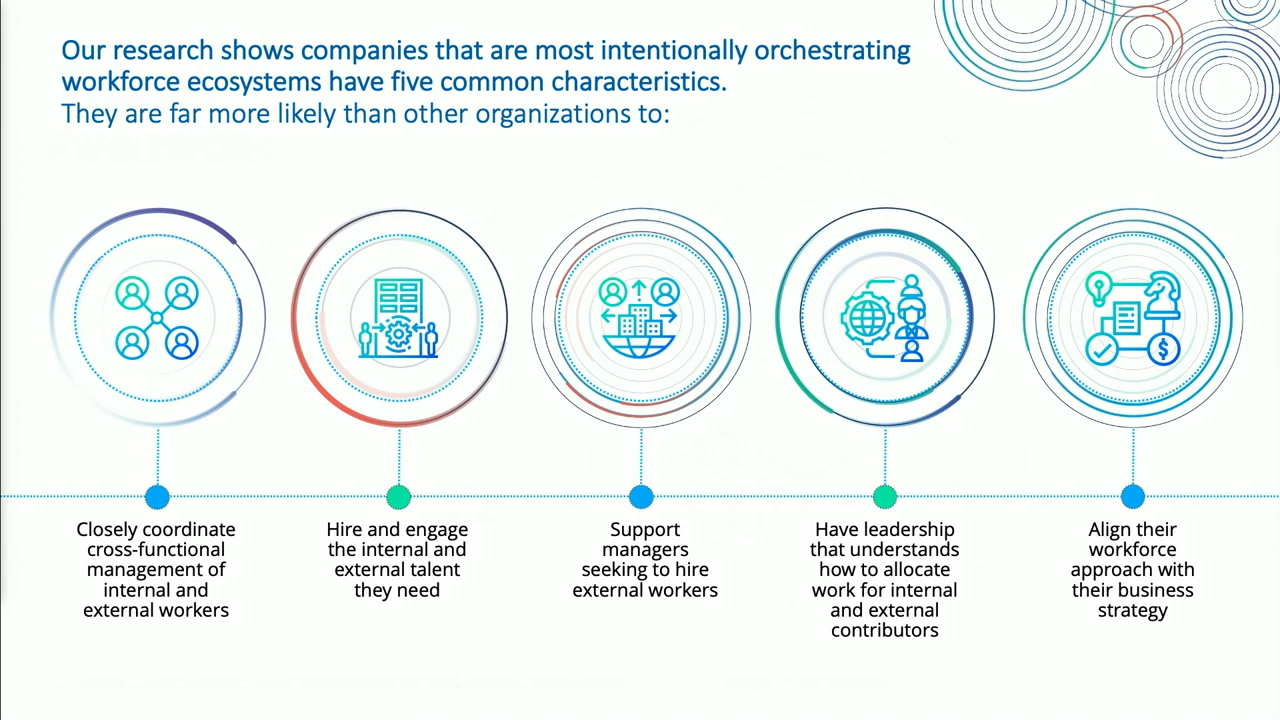 Our research shows companies that are most intentionally orchestrating
workforce ecosystems have five common characteristics.
They are far more likely than other organizations to:
Closely coordinate
cross-functional
management of
internal and
external workers
Hire and engage
the internal and
external talent
they need
Support
managers
seeking to hire
external workers
Have leadership
that understands
how to allocate
work for internal
and external
contributors
Align their
workforce
approach with
their business
strategy
$